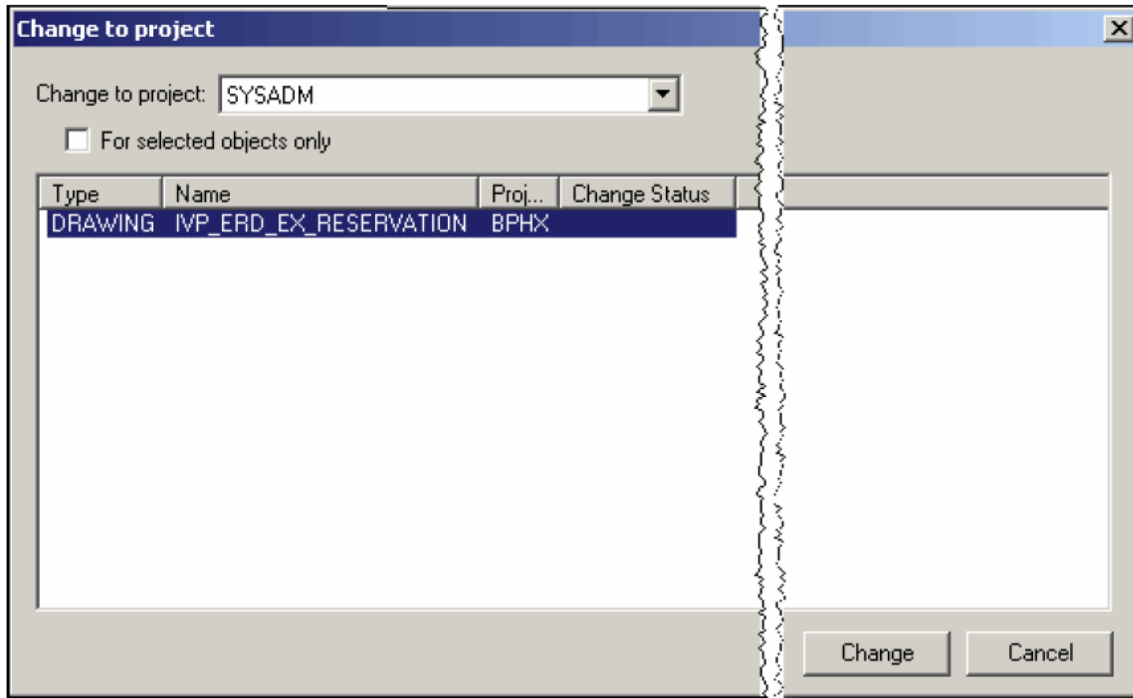 Change to project
Change to project: SYSADM
For selected objects only
Type Name Proj... Change Status
DRAWING IVP_ERD_EX_RESERVATION BPHX
Change Cancel